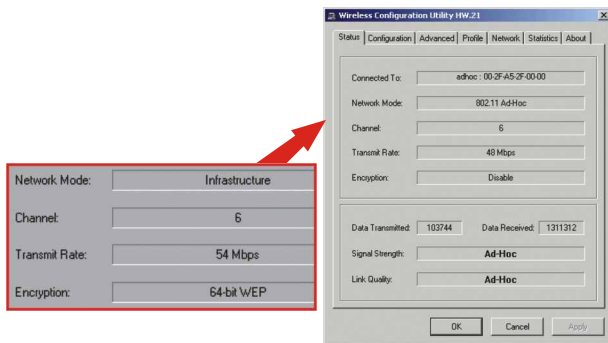 Wireless Configuration Utility HW.21
Status Configuration Advanced Profile Network Statistics About
Connected To: adhoc : 00-2F-A5-2F-00-00
Network Mode: 802.11 Ad-Hoc
Channel: 6
Transmit Rate: 48 Mbps
Encryption: Disable
Data Transmitted: 103744 Data Received: 1311312
Signal Strength: Ad-Hoc
Link Quality: Ad-Hoc
OK Cancel Apply
Network Mode: Infrastructure
Channel: 6
Transmit Rate: 54 Mbps
Encryption: 64-bit WEP